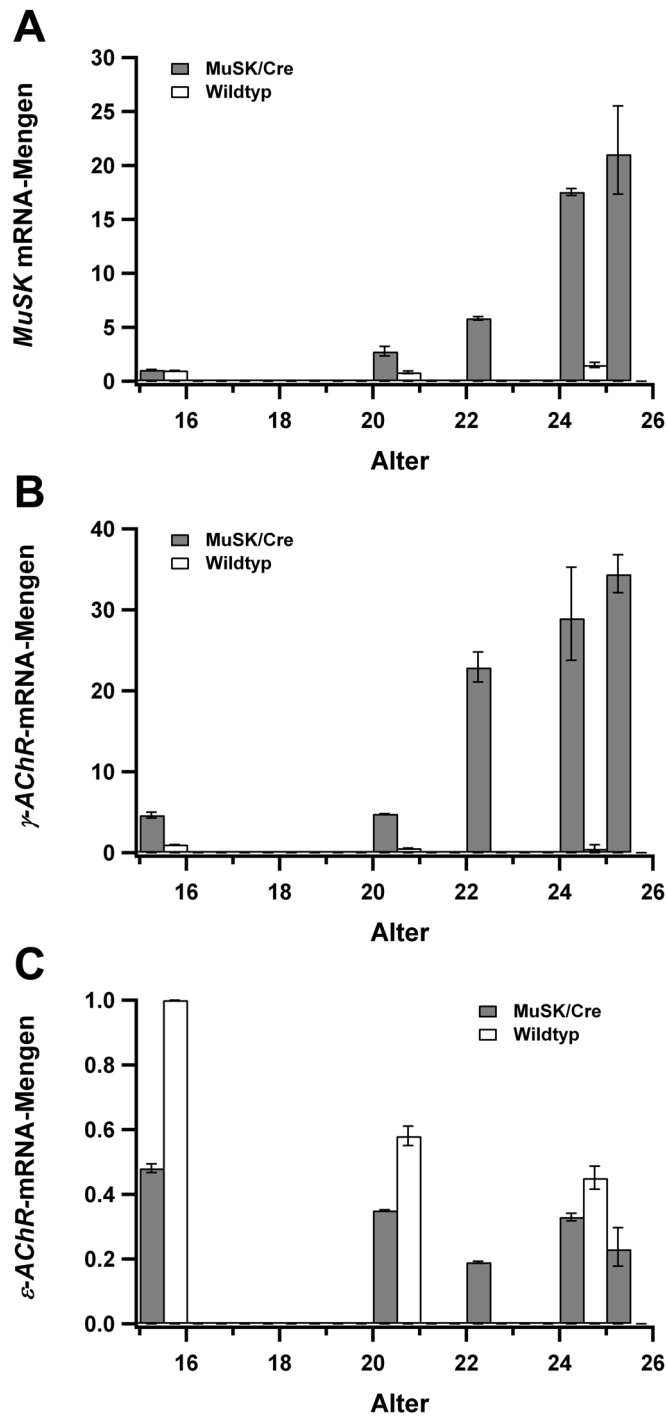 A
MuSK mRNA-Mengen
30
25
20
15
10
5
0
MuSK/Cre
Wildtyp
16 18 20 22 24 26
Alter
B
γ-AChR-mRNA-Mengen
40
30
20
10
0
MuSK/Cre
Wildtyp
16 18 20 22 24 26
Alter
C
ε-AChR-mRNA-Mengen
1.0
0.8
0.6
0.4
0.2
0.0
MuSK/Cre
Wildtyp
16 18 20 22 24 26
Alter